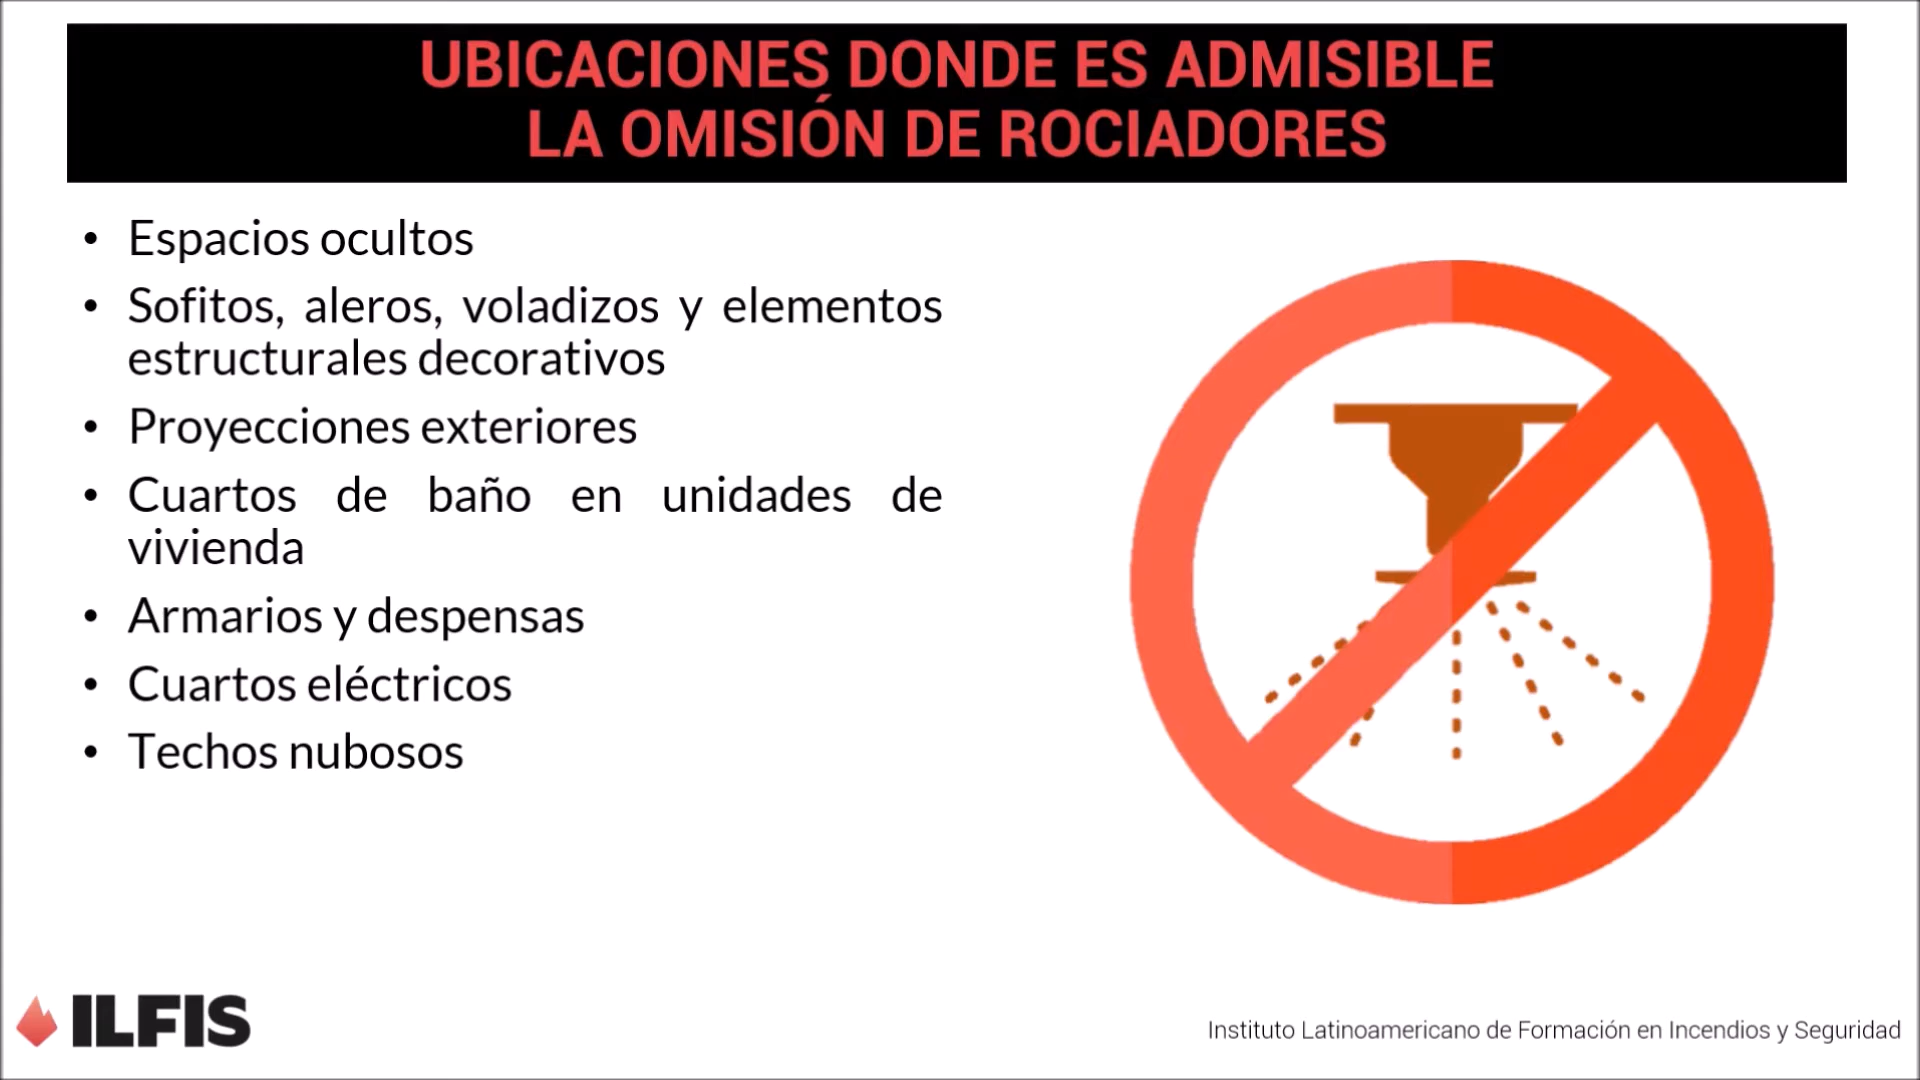 UBICACIONES DONDE ES ADMISIBLE
LA OMISIÓN DE ROCIADORES
• Espacios ocultos
• Sofitos, aleros, voladizos y elementos
estructurales decorativos
• Proyecciones exteriores
• Cuartos de baño en unidades de
vivienda
• Armarios y despensas
• Cuartos eléctricos
• Techos nubosos
ILFIS
Instituto Latinoamericano de Formación en Incendios y Seguridad